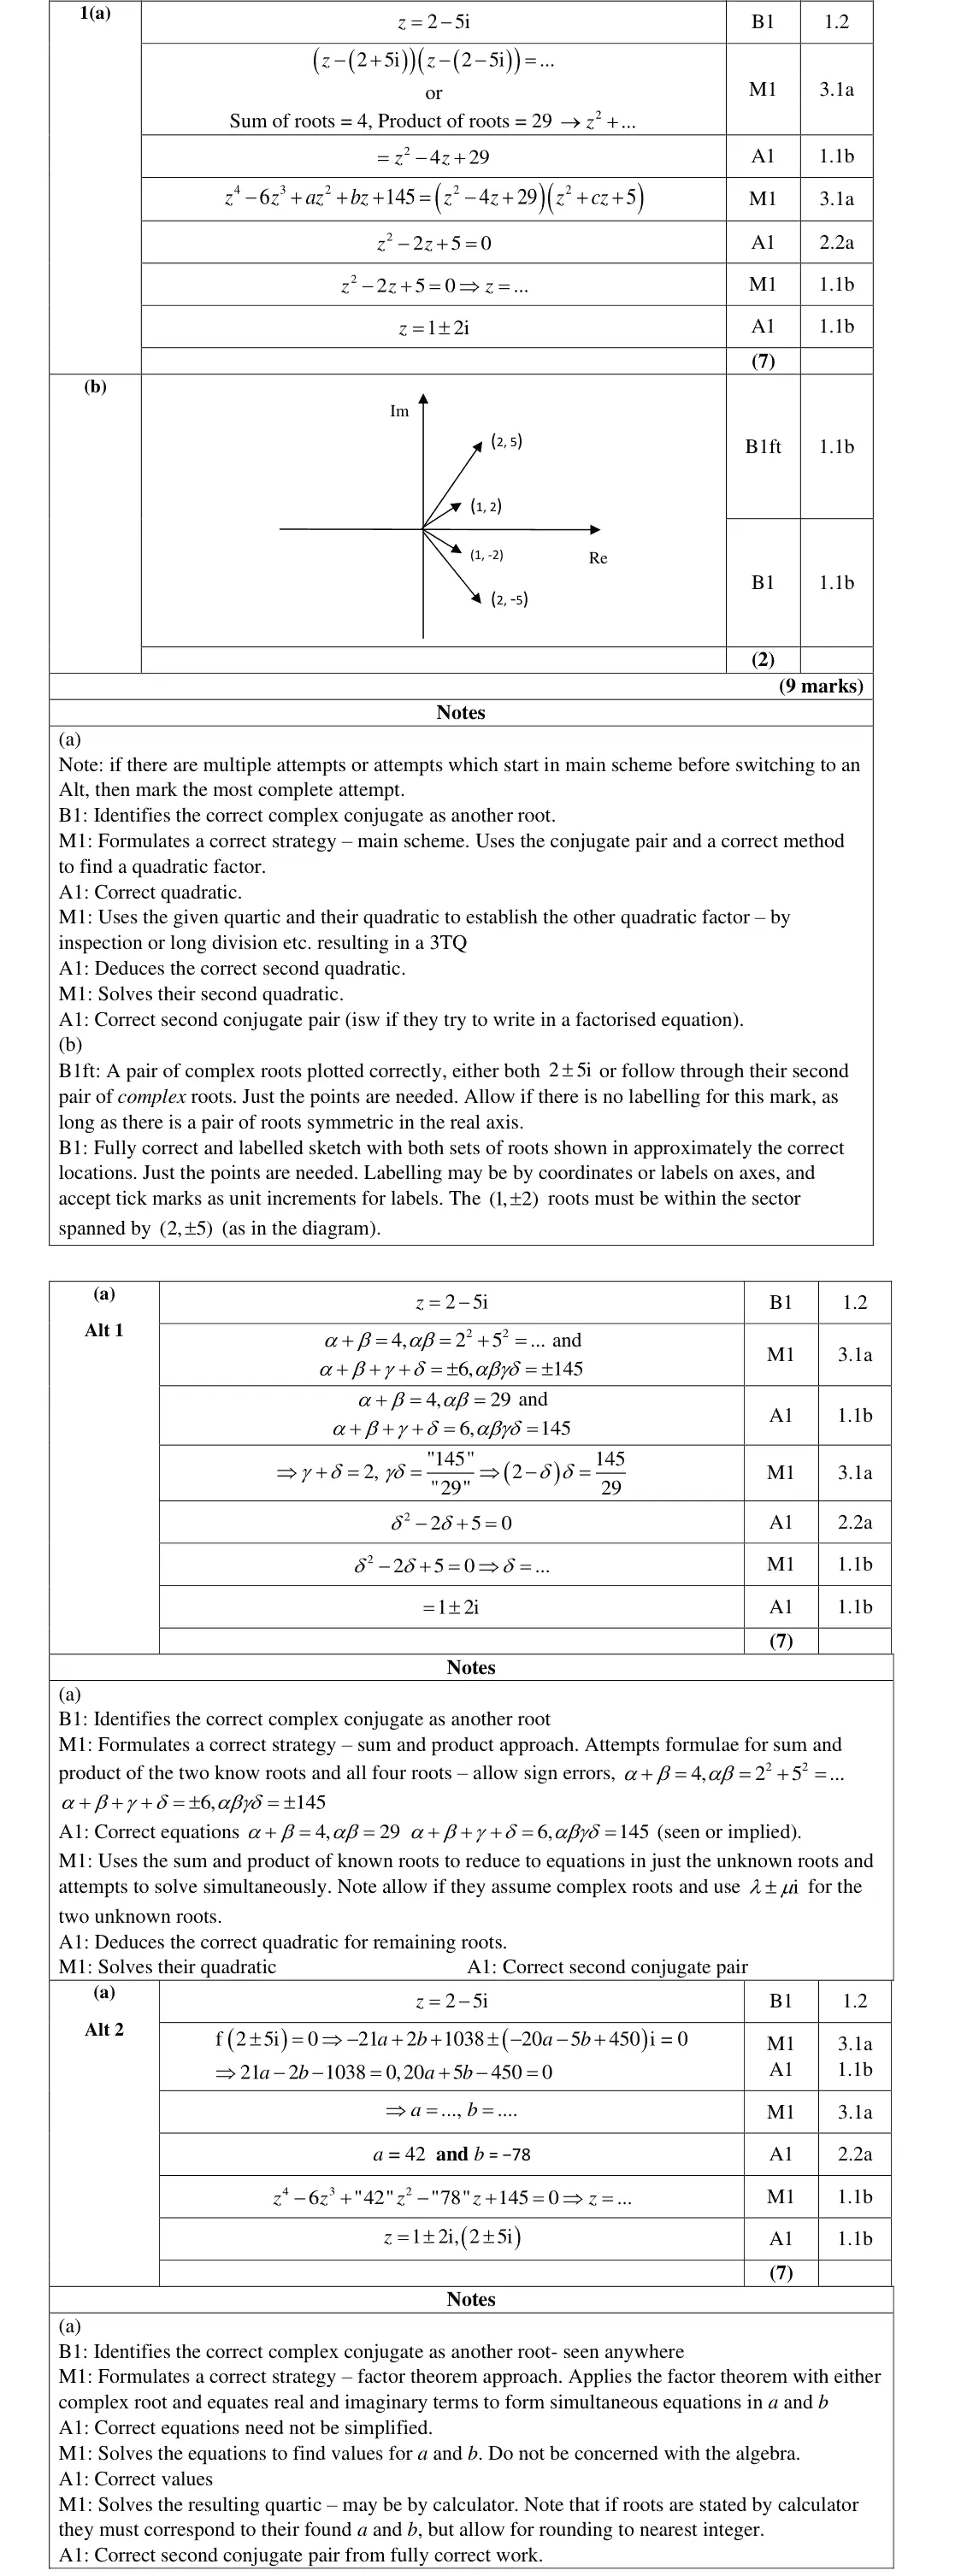 1(a)
z = 2 − 5i B1 1.2
(z − (2 + 5i))(z − (2 − 5i)) = ...
or
Sum of roots = 4, Product of roots = 29 → z² + ...
M1 3.1a
= z² − 4z + 29 A1 1.1b
z⁴ − 6z³ + az² + bz + 145 = (z² − 4z + 29)(z² + cz + 5) M1 3.1a
z² − 2z + 5 = 0 A1 2.2a
z² − 2z + 5 = 0 ⇒ z = ... M1 1.1b
z = 1 ± 2i A1 1.1b
(7)
(b)
Im
(2, 5)
B1ft 1.1b
(1, 2)
(1, -2)
Re
B1 1.1b
(2, -5)
(2)
(9 marks)
Notes
(a)
Note: if there are multiple attempts or attempts which start in main scheme before switching to an
Alt, then mark the most complete attempt.
B1: Identifies the correct complex conjugate as another root.
M1: Formulates a correct strategy – main scheme. Uses the conjugate pair and a correct method
to find a quadratic factor.
A1: Correct quadratic.
M1: Uses the given quartic and their quadratic to establish the other quadratic factor – by
inspection or long division etc. resulting in a 3TQ
A1: Deduces the correct second quadratic.
M1: Solves their second quadratic.
A1: Correct second conjugate pair (isw if they try to write in a factorised equation).
(b)
B1ft: A pair of complex roots plotted correctly, either both 2 ± 5i or follow through their second
pair of complex roots. Just the points are needed. Allow if there is no labelling for this mark, as
long as there is a pair of roots symmetric in the real axis.
B1: Fully correct and labelled sketch with both sets of roots shown in approximately the correct
locations. Just the points are needed. Labelling may be by coordinates or labels on axes, and
accept tick marks as unit increments for labels. The (1, ±2) roots must be within the sector
spanned by (2, ±5) (as in the diagram).
(a)
Alt 1
z = 2 − 5i B1 1.2
α + β = 4, αβ = 2² + 5² = ... and
α + β + γ + δ = ±6, αβγδ = ±145
M1 3.1a
α + β = 4, αβ = 29 and
α + β + γ + δ = 6, αβγδ = 145
A1 1.1b
⇒ γ + δ = 2, γδ = "145"/"29" ⇒ (2 − δ)δ = 145/29 M1 3.1a
δ² − 2δ + 5 = 0 A1 2.2a
δ² − 2δ + 5 = 0 ⇒ δ = ... M1 1.1b
= 1 ± 2i A1 1.1b
(7)
Notes
(a)
B1: Identifies the correct complex conjugate as another root
M1: Formulates a correct strategy – sum and product approach. Attempts formulae for sum and
product of the two know roots and all four roots – allow sign errors, α + β = 4, αβ = 2² + 5² = ...
α + β + γ + δ = ±6, αβγδ = ±145
A1: Correct equations α + β = 4, αβ = 29 α + β + γ + δ = 6, αβγδ = 145 (seen or implied).
M1: Uses the sum and product of known roots to reduce to equations in just the unknown roots and
attempts to solve simultaneously. Note allow if they assume complex roots and use λ ± μi for the
two unknown roots.
A1: Deduces the correct quadratic for remaining roots.
M1: Solves their quadratic A1: Correct second conjugate pair
(a)
Alt 2
z = 2 − 5i B1 1.2
f(2 ± 5i) = 0 ⇒ −21a + 2b + 1038 ± (−20a − 5b + 450)i = 0 M1 3.1a
⇒ 21a − 2b − 1038 = 0, 20a + 5b − 450 = 0 A1 1.1b
⇒ a = ..., b = .... M1 3.1a
a = 42 and b = −78 A1 2.2a
z⁴ − 6z³ + "42"z² − "78"z + 145 = 0 ⇒ z = ... M1 1.1b
z = 1 ± 2i, (2 ± 5i) A1 1.1b
(7)
Notes
(a)
B1: Identifies the correct complex conjugate as another root- seen anywhere
M1: Formulates a correct strategy – factor theorem approach. Applies the factor theorem with either
complex root and equates real and imaginary terms to form simultaneous equations in a and b
A1: Correct equations need not be simplified.
M1: Solves the equations to find values for a and b. Do not be concerned with the algebra.
A1: Correct values
M1: Solves the resulting quartic – may be by calculator. Note that if roots are stated by calculator
they must correspond to their found a and b, but allow for rounding to nearest integer.
A1: Correct second conjugate pair from fully correct work.